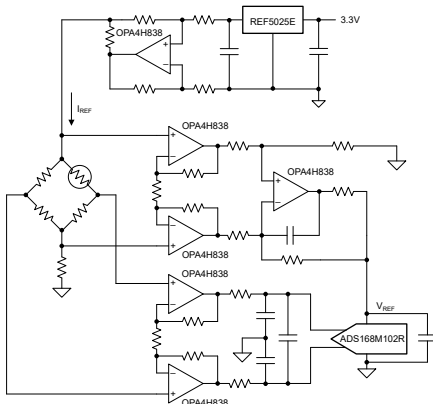 REF5025E
3.3V
OPA4H838
+
−
IREF
OPA4H838
+
−
OPA4H838
+
−
OPA4H838
−
+
OPA4H838
+
−
VREF
ADS168M102R
−
+
OPA4H838